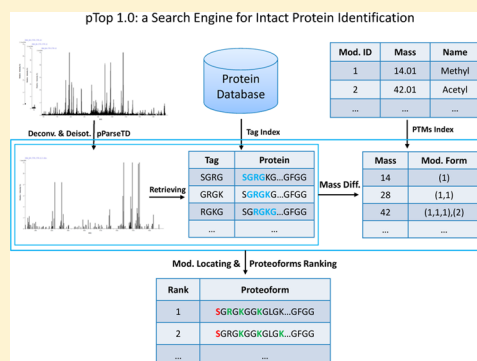 pTop 1.0: a Search Engine for Intact Protein Identification
Protein
Database
Mod. ID Mass Name
1 14.01 Methyl
2 42.01 Acetyl
... ... ...
Deconv. & Deisot. pParseTD
Tag Index
PTMs Index
Retrieving
Tag Protein
SGRG SGRGKG...GFGG
GRGK SGRGKG...GFGG
RGKG SGRGKG...GFGG
... ...
Mass Diff.
Mass Mod. Form
14 (1)
28 (1,1)
42 (1,1,1),(2)
... ...
Mod. Locating & Proteoforms Ranking
Rank Proteoform
1 SGRGKGGKGLGK...GFGG
2 SGRGKGGKGLGK...GFGG
... ...